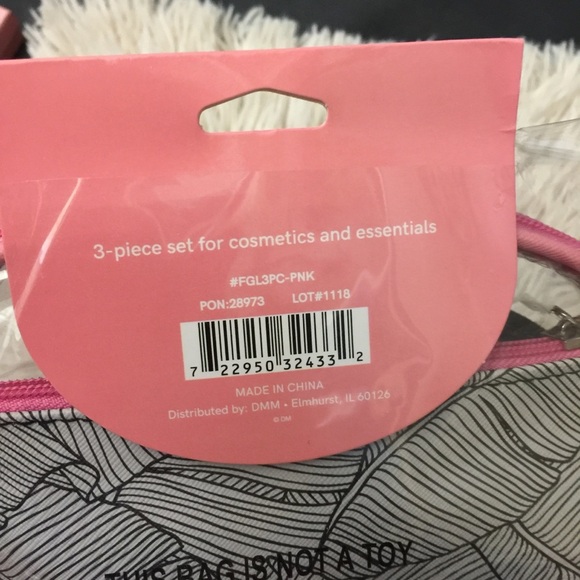 3-piece set for cosmetics and essentials
#FGL3PC-PNK
PON:28973 LOT#1118
7 22950 32433 2
MADE IN CHINA
Distributed by: DMM • Elmhurst, IL 60126
© DM
THIS BAG IS NOT A TOY